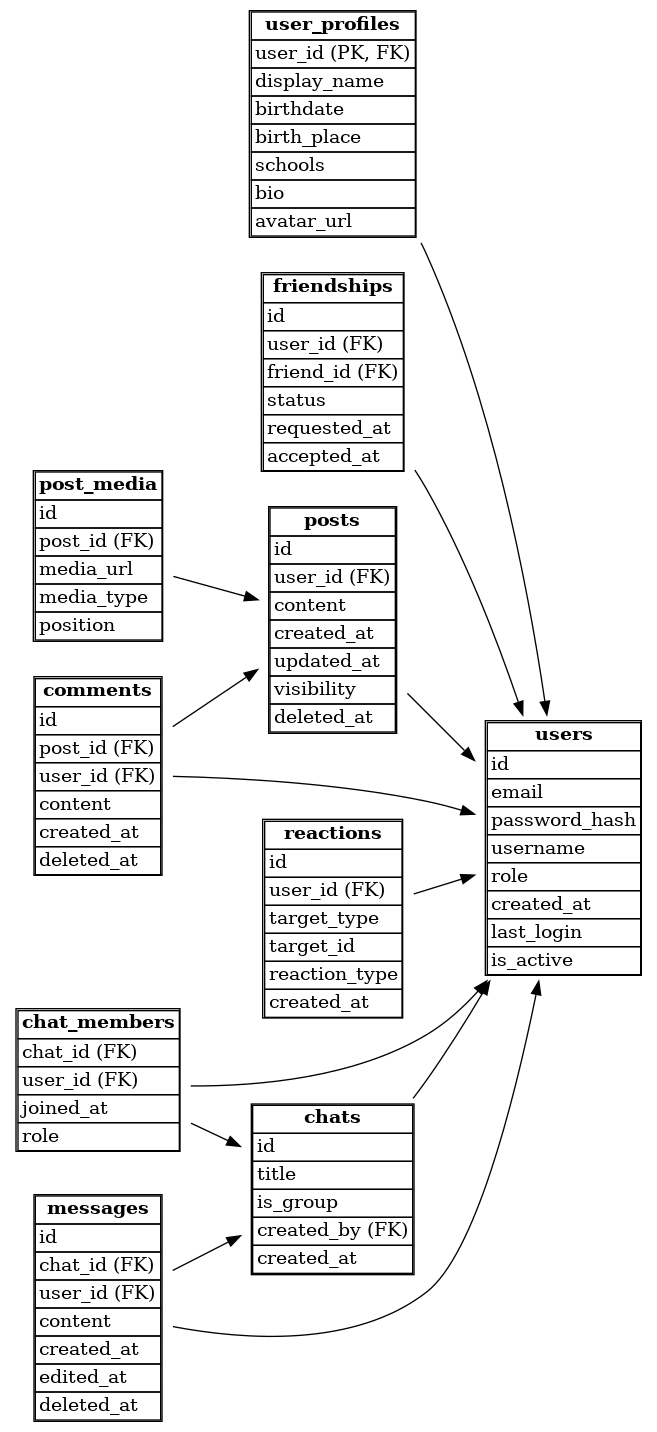 user_profiles
user_id (PK, FK)
display_name
birthdate
birth_place
schools
bio
avatar_url
friendships
id
user_id (FK)
friend_id (FK)
status
requested_at
accepted_at
post_media
id
post_id (FK)
media_url
media_type
position
posts
id
user_id (FK)
content
created_at
updated_at
visibility
deleted_at
comments
id
post_id (FK)
user_id (FK)
content
created_at
deleted_at
users
id
email
password_hash
username
role
created_at
last_login
is_active
reactions
id
user_id (FK)
target_type
target_id
reaction_type
created_at
chat_members
chat_id (FK)
user_id (FK)
joined_at
role
chats
id
title
is_group
created_by (FK)
created_at
messages
id
chat_id (FK)
user_id (FK)
content
created_at
edited_at
deleted_at